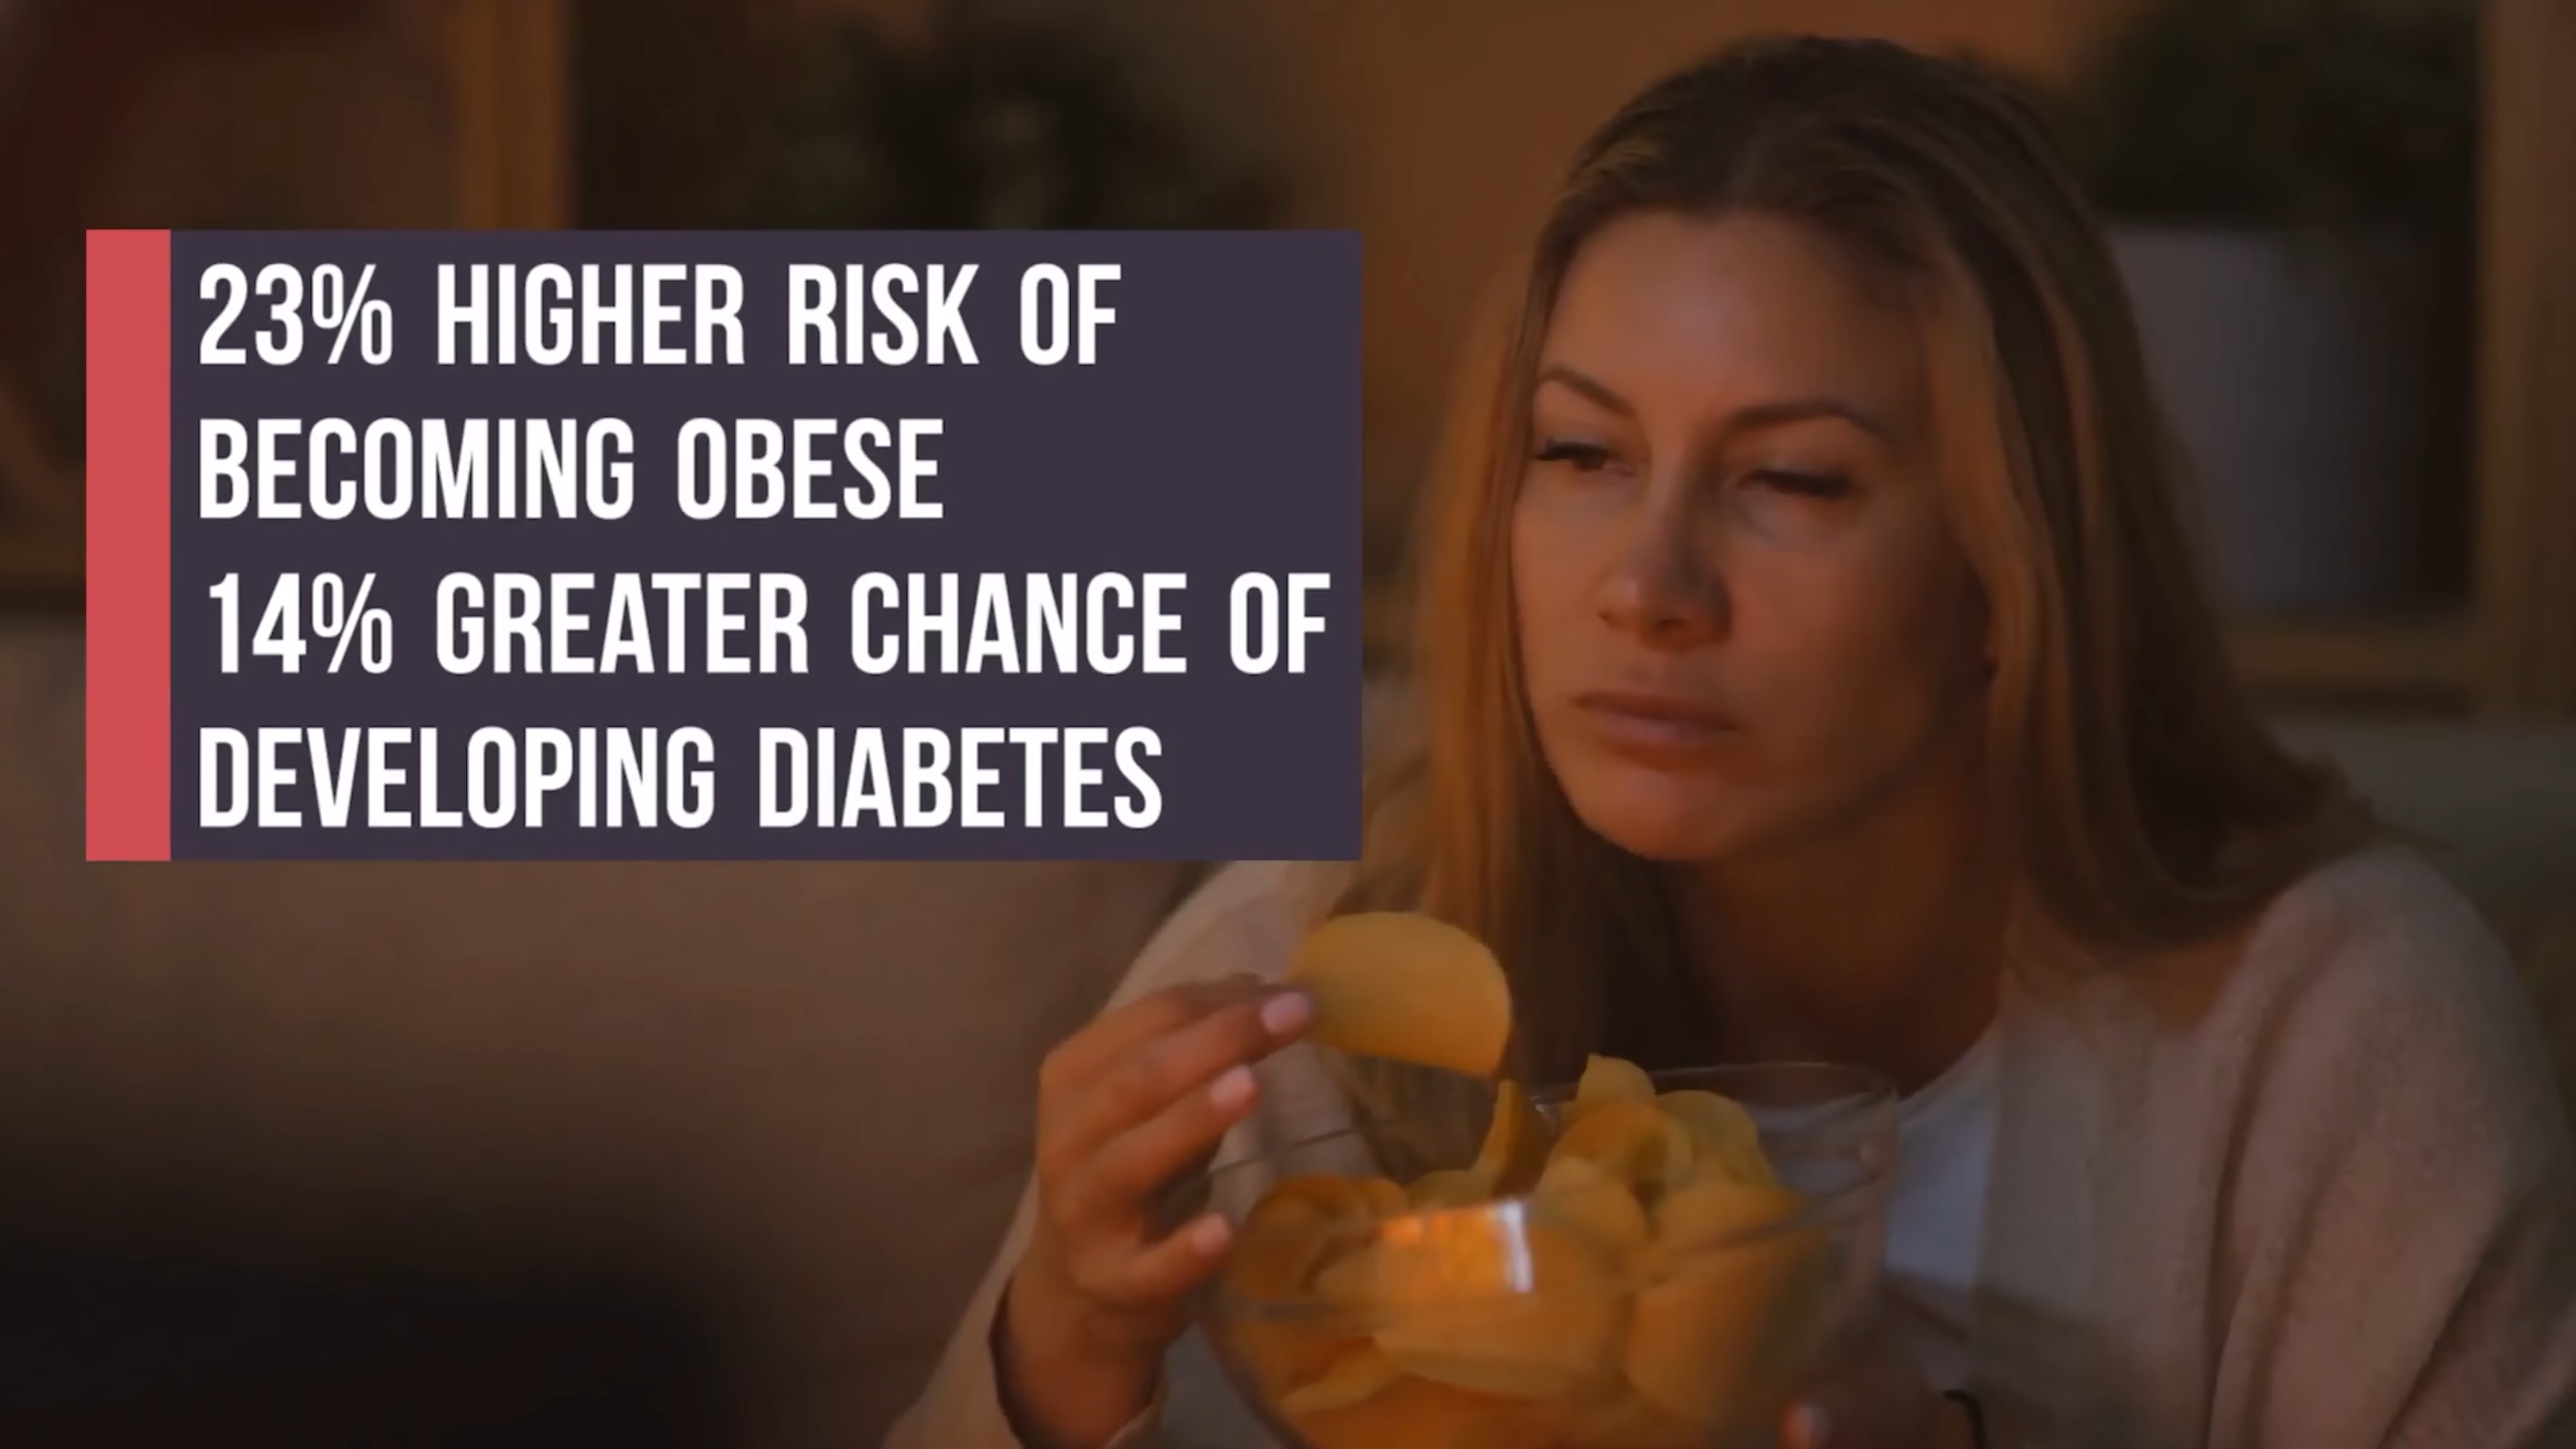 23% HIGHER RISK OF
BECOMING OBESE
14% GREATER CHANCE OF
DEVELOPING DIABETES